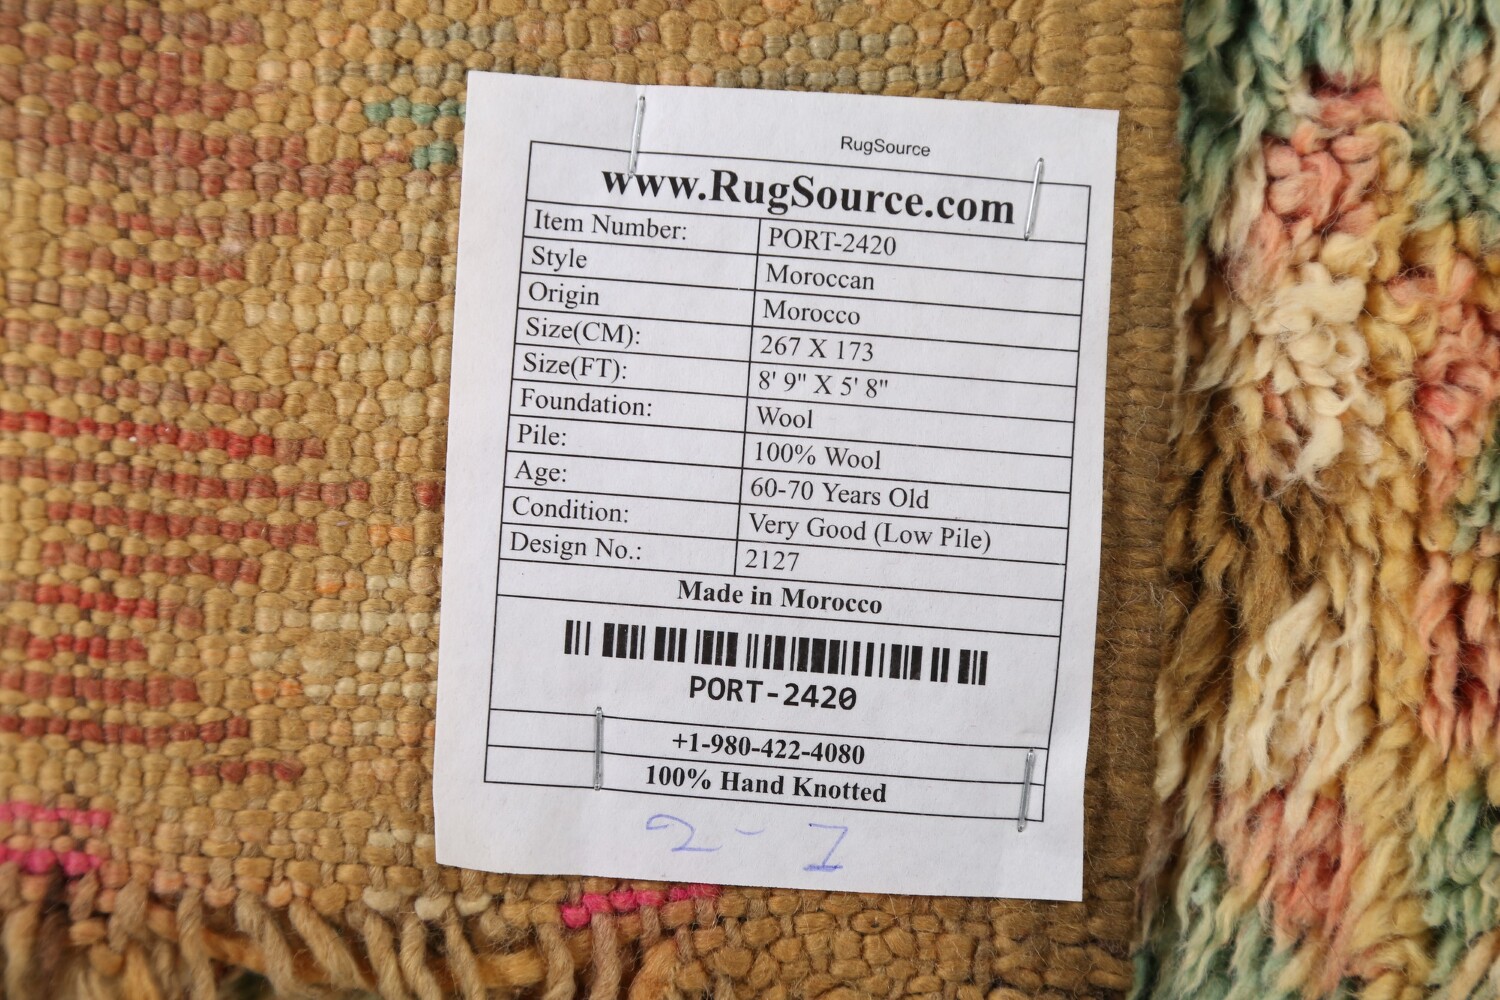 RugSource
www.RugSource.com
Item Number: PORT-2420
Style Moroccan
Origin Morocco
Size(CM): 267 X 173
Size(FT): 8' 9" X 5' 8"
Foundation: Wool
Pile: 100% Wool
Age: 60-70 Years Old
Condition: Very Good (Low Pile)
Design No.: 2127
Made in Morocco
PORT-2420
+1-980-422-4080
100% Hand Knotted
2-1